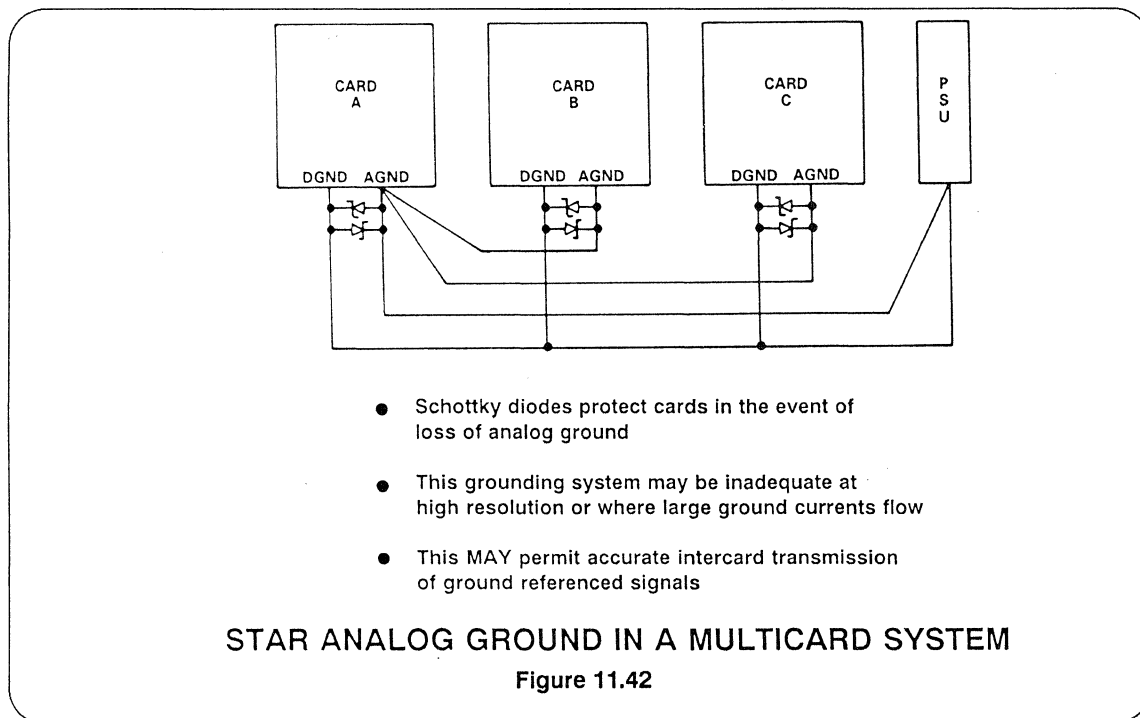 CARD
A
CARD
B
CARD
C
P
S
U
DGND AGND
DGND AGND
DGND AGND
● Schottky diodes protect cards in the event of
loss of analog ground
● This grounding system may be inadequate at
high resolution or where large ground currents flow
● This MAY permit accurate intercard transmission
of ground referenced signals
STAR ANALOG GROUND IN A MULTICARD SYSTEM
Figure 11.42